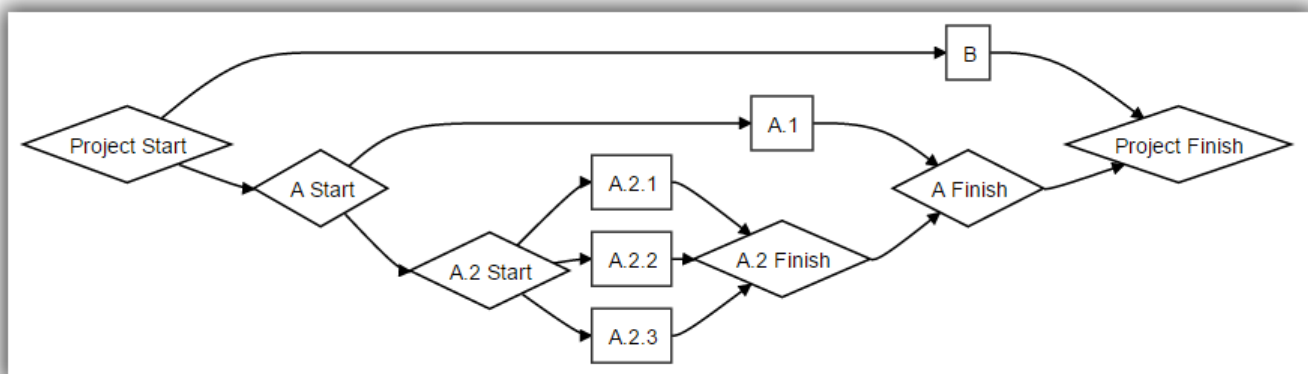 B
A.1
Project Start
Project Finish
A Start
A.2.1
A Finish
A.2 Start
A.2.2
A.2 Finish
A.2.3